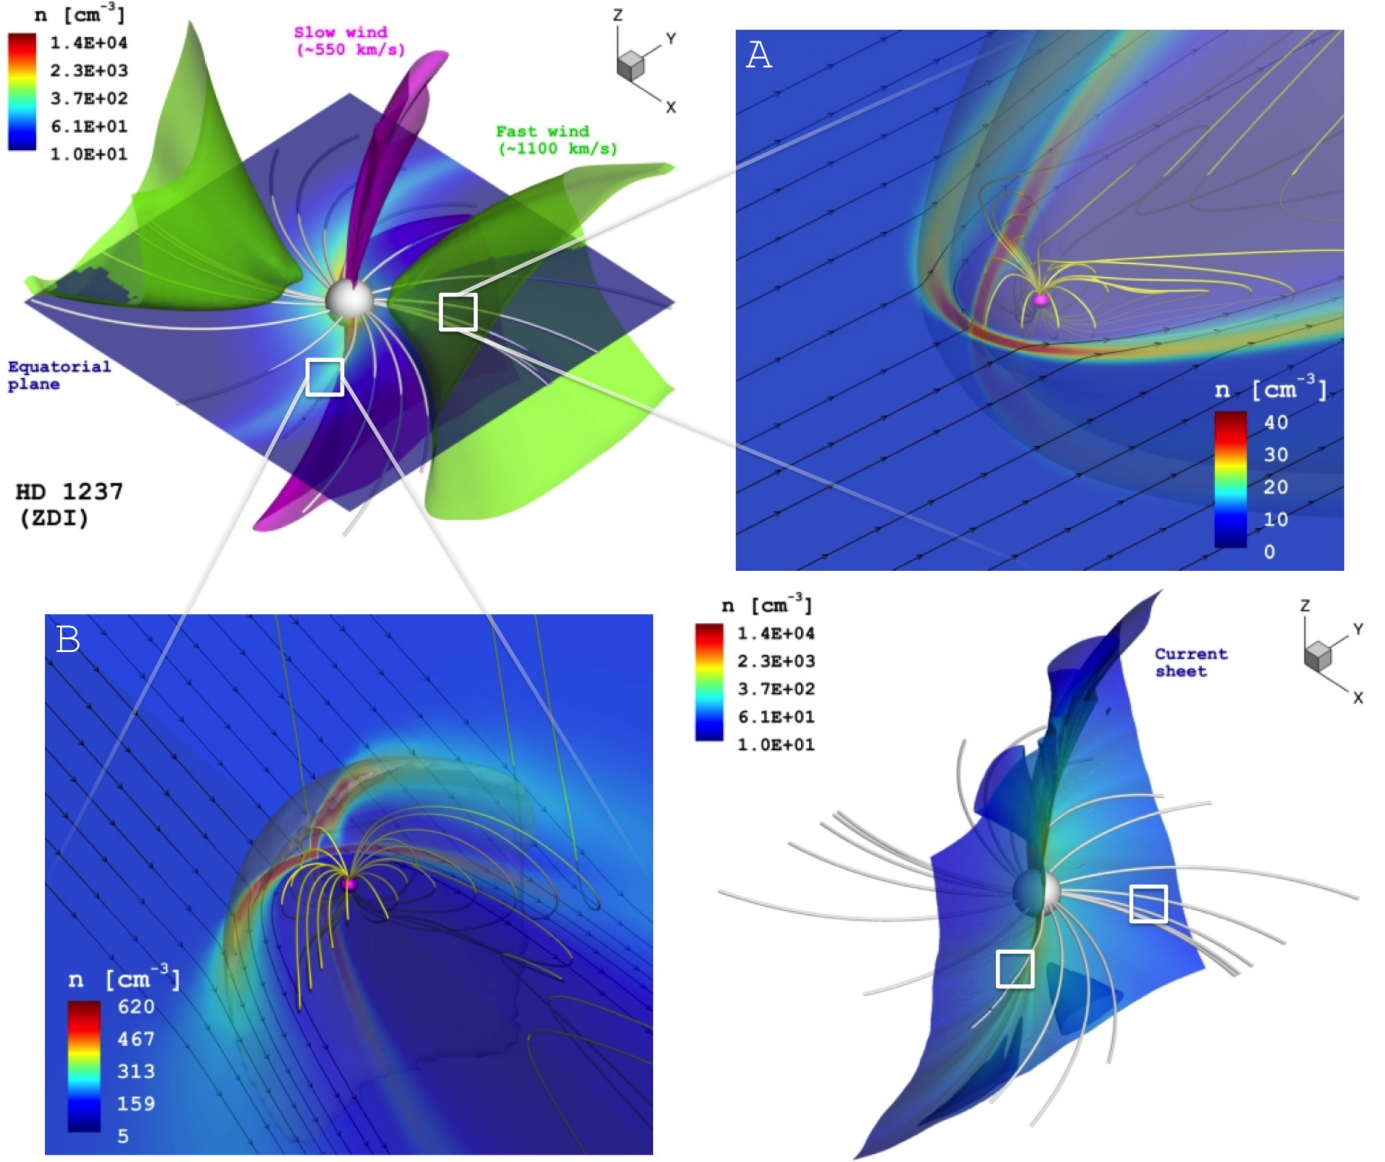 n [cm⁻³]
1.4E+04
2.3E+03
3.7E+02
6.1E+01
1.0E+01
Slow wind
(~550 km/s)
Z
Y
X
Fast wind
(~1100 km/s)
Equatorial
plane
HD 1237
(ZDI)
A
n [cm⁻³]
40
30
20
10
0
B
n [cm⁻³]
620
467
313
159
5
n [cm⁻³]
1.4E+04
2.3E+03
3.7E+02
6.1E+01
1.0E+01
Current
sheet
Z
Y
X